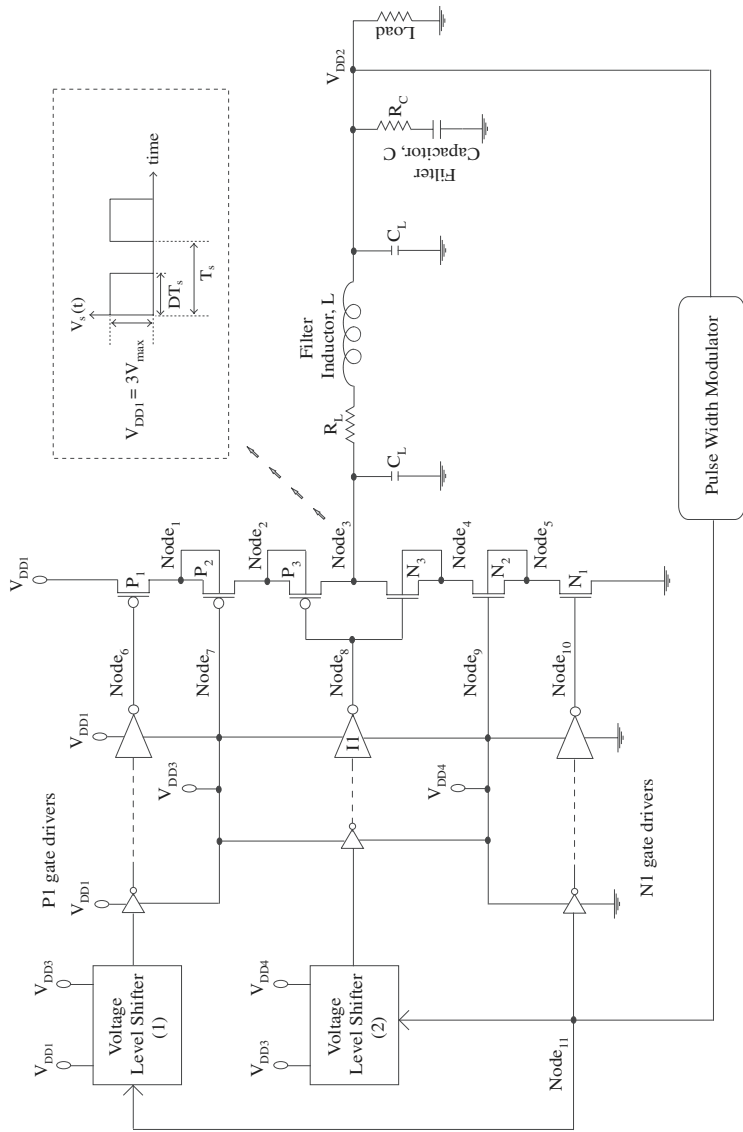 V_s(t)
V_DD1 = 3V_max
DT_s
T_s
time
V_DD1
P_1
Node_1
P_2
Node_2
P_3
Node_3
N_3
Node_4
N_2
Node_5
N_1
R_L
Filter
Inductor, L
C_L
C_L
V_DD2
R_C
Filter
Capacitor, C
Load
P1 gate drivers
V_DD1
V_DD1
Node_6
V_DD3
Node_7
I1
Node_8
V_DD4
Node_9
Node_10
N1 gate drivers
V_DD1
V_DD3
Voltage
Level Shifter
(1)
V_DD3
V_DD4
Voltage
Level Shifter
(2)
Node_11
Pulse Width Modulator